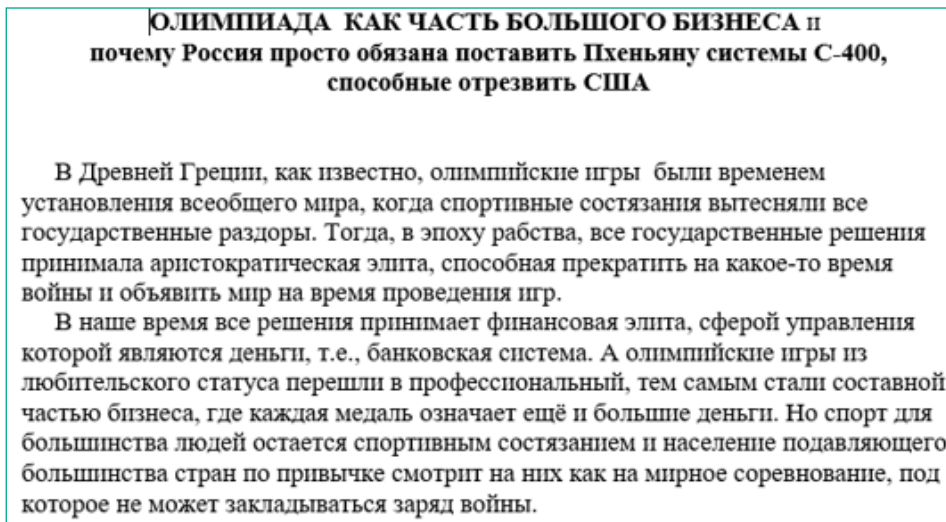 ОЛИМПИАДА КАК ЧАСТЬ БОЛЬШОГО БИЗНЕСА и
почему Россия просто обязана поставить Пхеньяну системы С-400,
способные отрезвить США
В Древней Греции, как известно, олимпийские игры были временем
установления всеобщего мира, когда спортивные состязания вытесняли все
государственные раздоры. Тогда, в эпоху рабства, все государственные решения
принимала аристократическая элита, способная прекратить на какое-то время
войны и объявить мир на время проведения игр.
В наше время все решения принимает финансовая элита, сферой управления
которой являются деньги, т.е., банковская система. А олимпийские игры из
любительского статуса перешли в профессиональный, тем самым стали составной
частью бизнеса, где каждая медаль означает ещё и большие деньги. Но спорт для
большинства людей остается спортивным состязанием и население подавляющего
большинства стран по привычке смотрит на них как на мирное соревнование, под
которое не может закладываться заряд войны.